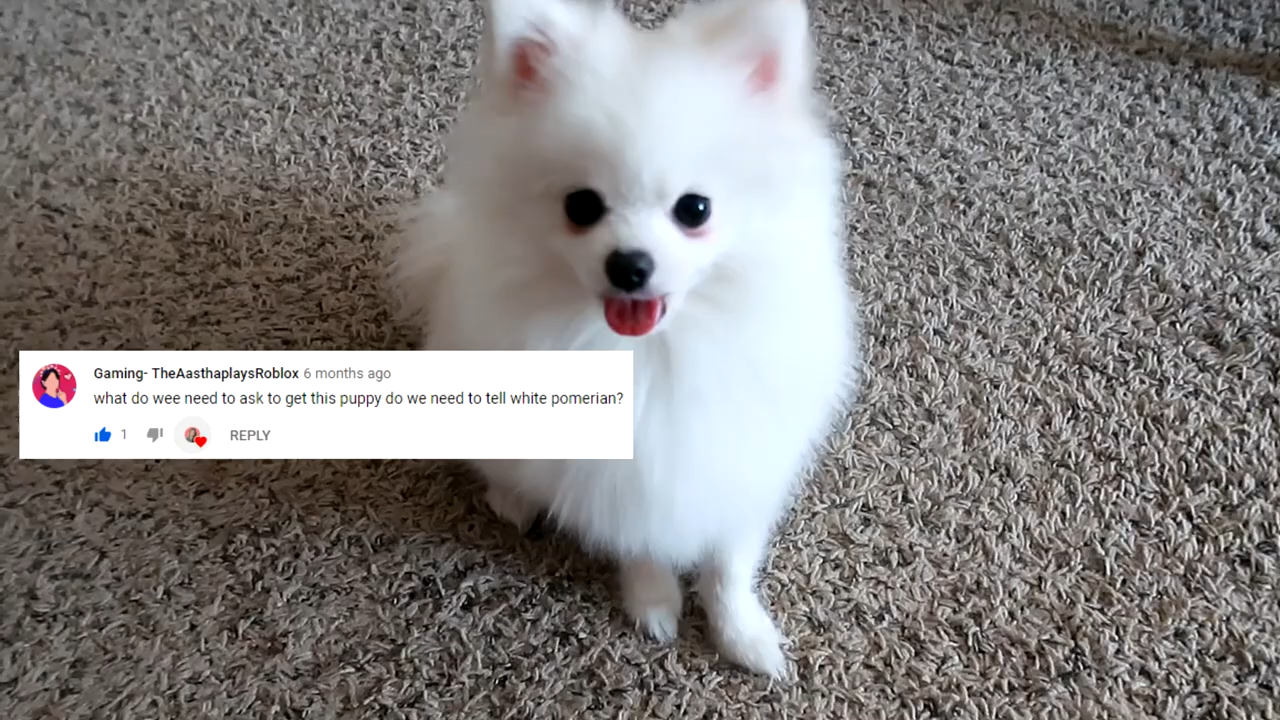 Gaming- TheAasthaplaysRoblox 6 months ago
what do wee need to ask to get this puppy do we need to tell white pomerian?
1 REPLY